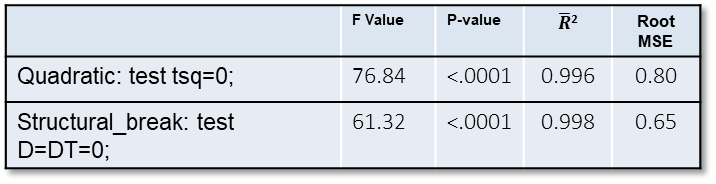 F Value P-value R̅² Root
MSE
Quadratic: test tsq=0; 76.84 <.0001 0.996 0.80
Structural_break: test 61.32 <.0001 0.998 0.65
D=DT=0;